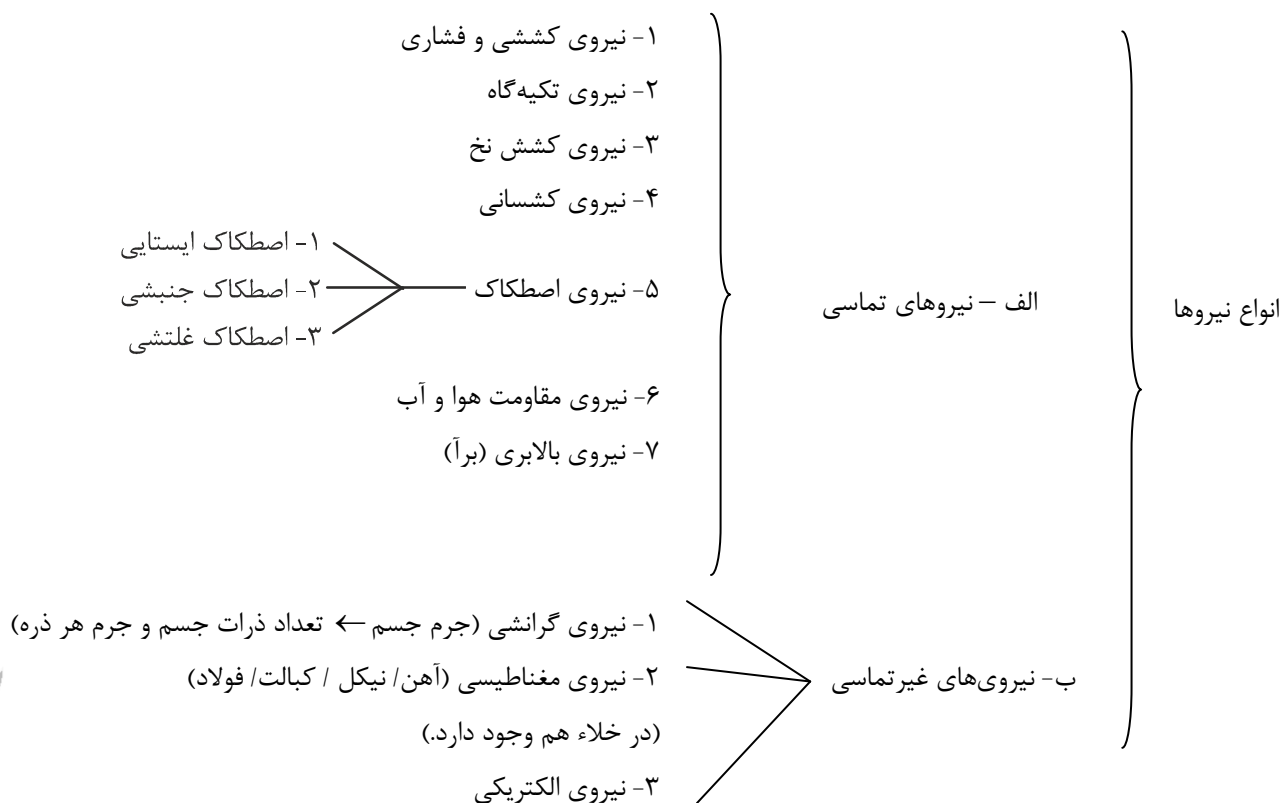 انواع نیروها
الف – نیروهای تماسی
۱- نیروی کششی و فشاری
۲- نیروی تکیه‌گاه
۳- نیروی کشش نخ
۴- نیروی کشسانی
۵- نیروی اصطکاک
۱- اصطکاک ایستایی
۲- اصطکاک جنبشی
۳- اصطکاک غلتشی
۶- نیروی مقاومت هوا و آب
۷- نیروی بالابری (برآ)
ب- نیروی‌های غیرتماسی
۱- نیروی گرانشی (جرم جسم ← تعداد ذرات جسم و جرم هر ذره)
۲- نیروی مغناطیسی (آهن/ نیکل / کبالت/ فولاد)
(در خلاء هم وجود دارد.)
۳- نیروی الکتریکی